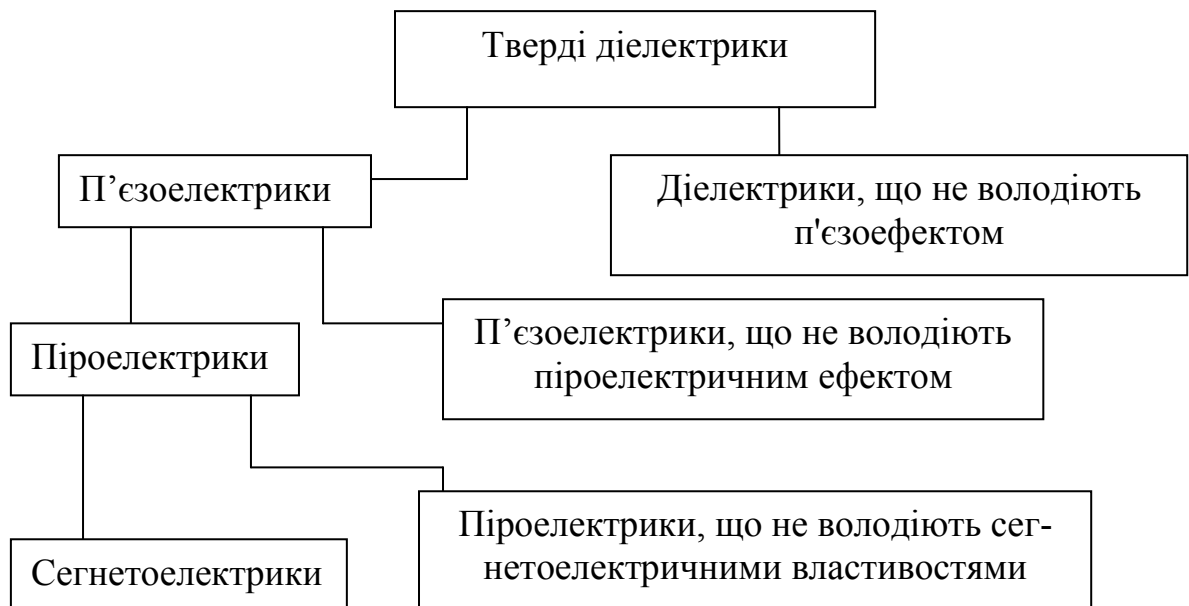 Тверді діелектрики
П’єзоелектрики
Діелектрики, що не володіють
п'єзоефектом
П’єзоелектрики, що не володіють
піроелектричним ефектом
Піроелектрики
Піроелектрики, що не володіють сег-
нетоелектричними властивостями
Сегнетоелектрики